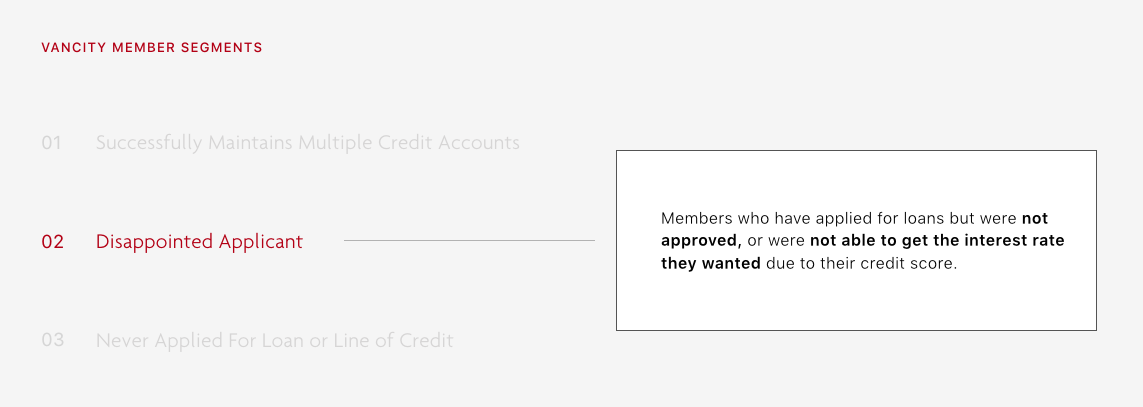 VANCITY MEMBER SEGMENTS
01 Successfully Maintains Multiple Credit Accounts
02 Disappointed Applicant
Members who have applied for loans but were not
approved, or were not able to get the interest rate
they wanted due to their credit score.
03 Never Applied For Loan or Line of Credit